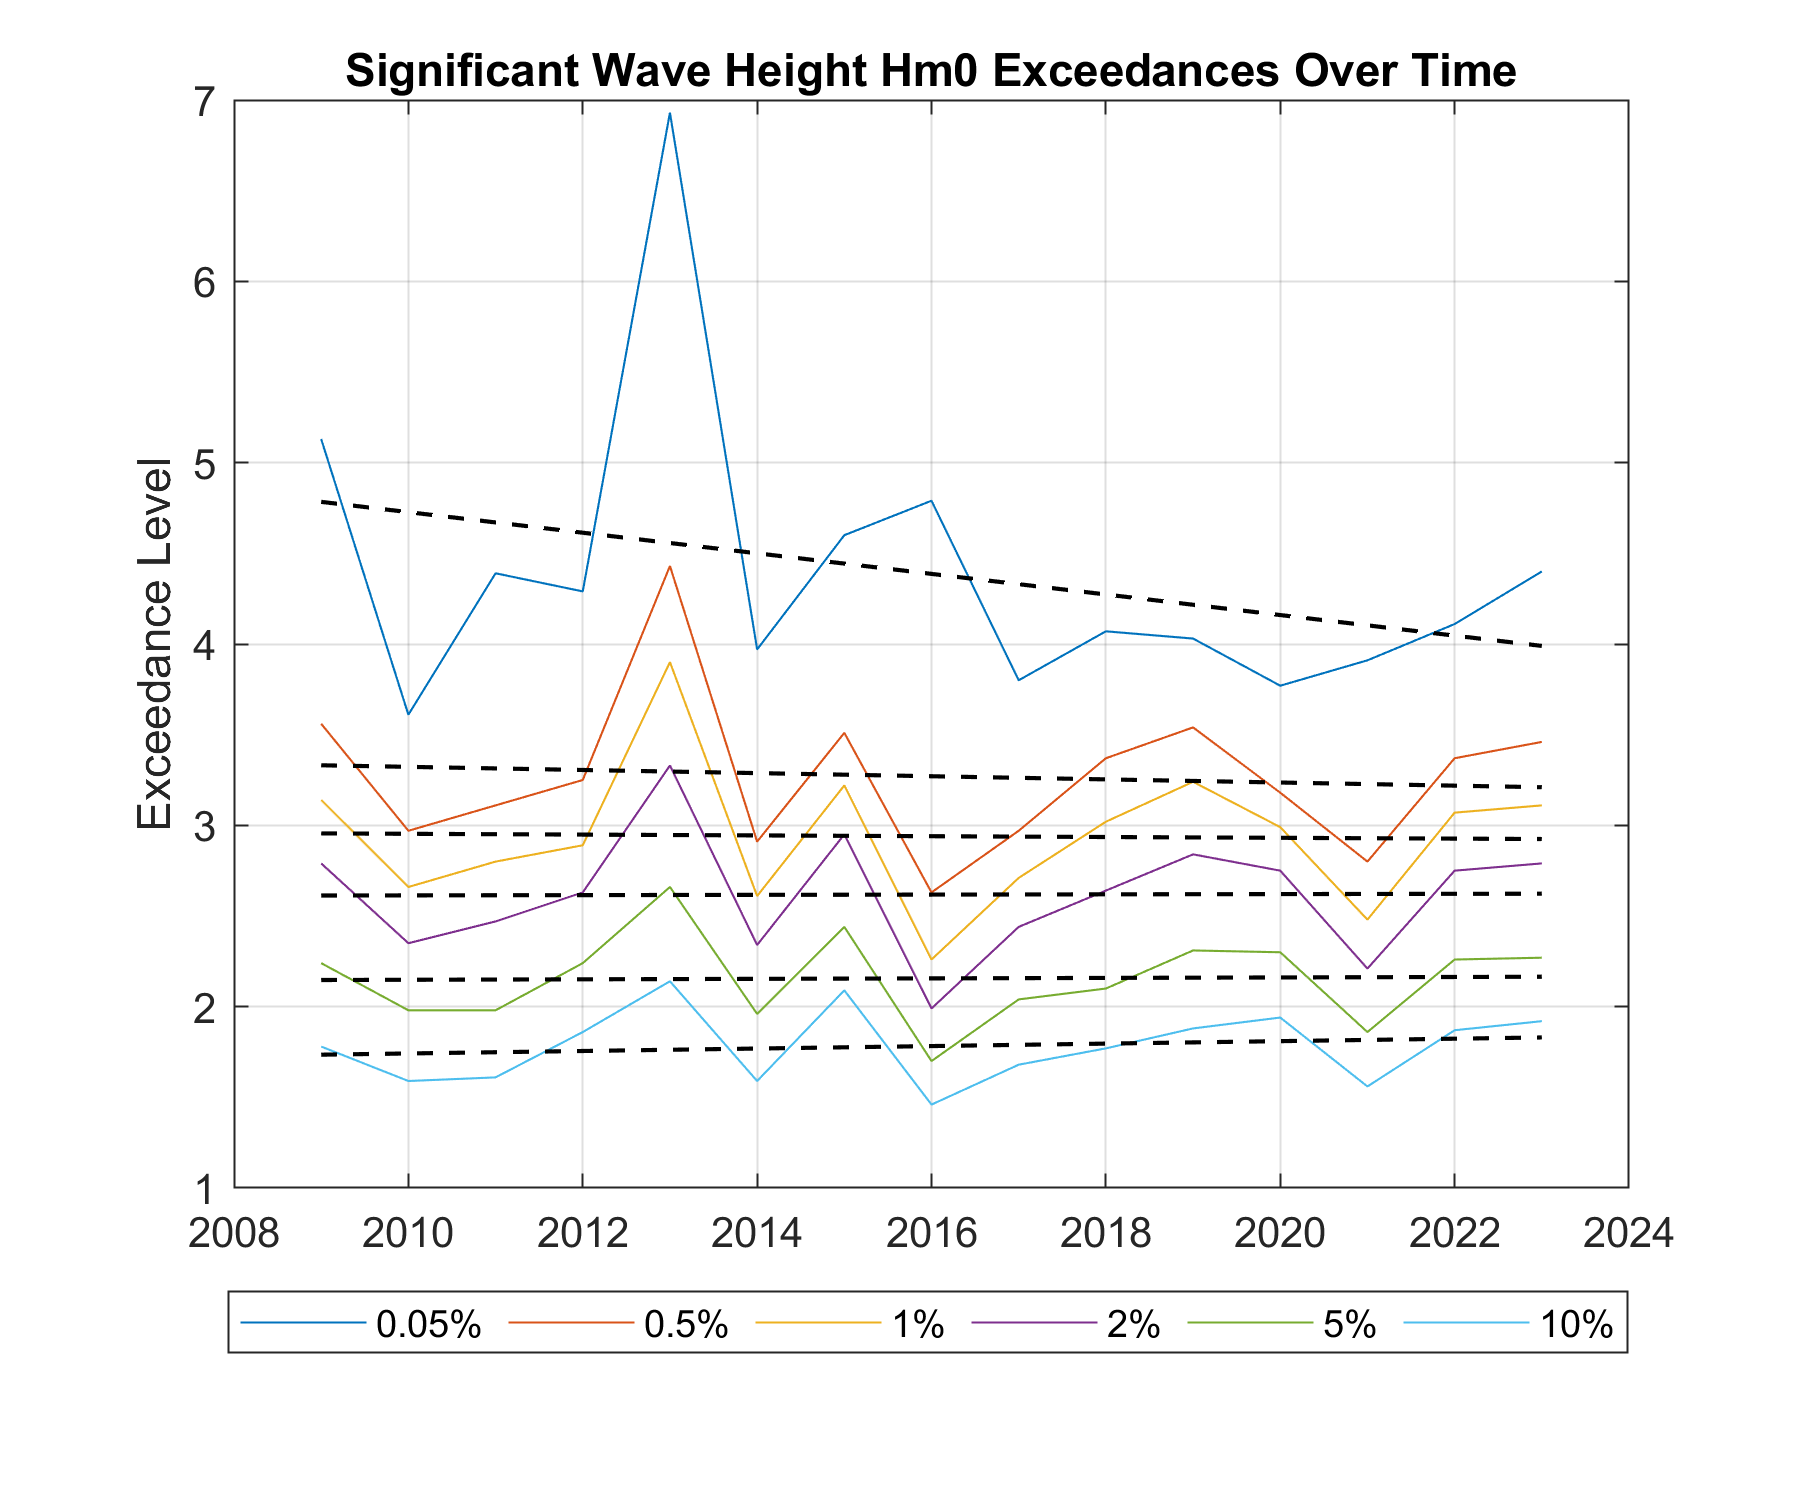 Significant Wave Height Hm0 Exceedances Over Time
Exceedance Level
7
6
5
4
3
2
1
2008 2010 2012 2014 2016 2018 2020 2022 2024
0.05% 0.5% 1% 2% 5% 10%